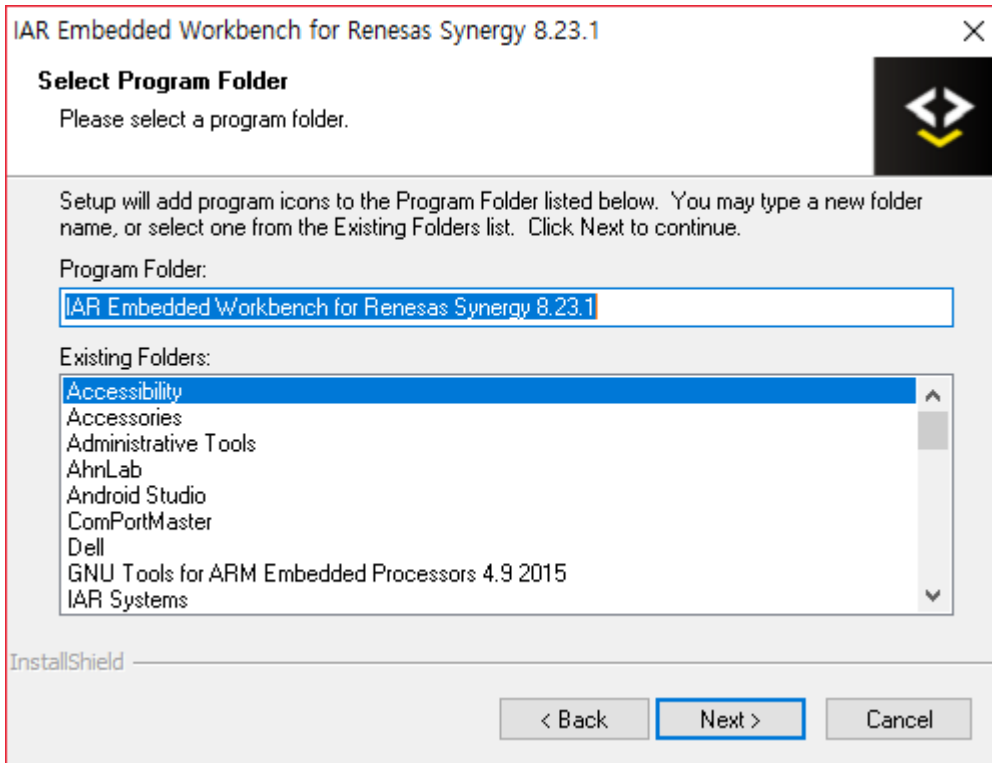 IAR Embedded Workbench for Renesas Synergy 8.23.1
Select Program Folder
Please select a program folder.
Setup will add program icons to the Program Folder listed below.  You may type a new folder
name, or select one from the Existing Folders list.  Click Next to continue.
Program Folder:
IAR Embedded Workbench for Renesas Synergy 8.23.1
Existing Folders:
Accessibility
Accessories
Administrative Tools
AhnLab
Android Studio
ComPortMaster
Dell
GNU Tools for ARM Embedded Processors 4.9 2015
IAR Systems
InstallShield
< Back
Next >
Cancel